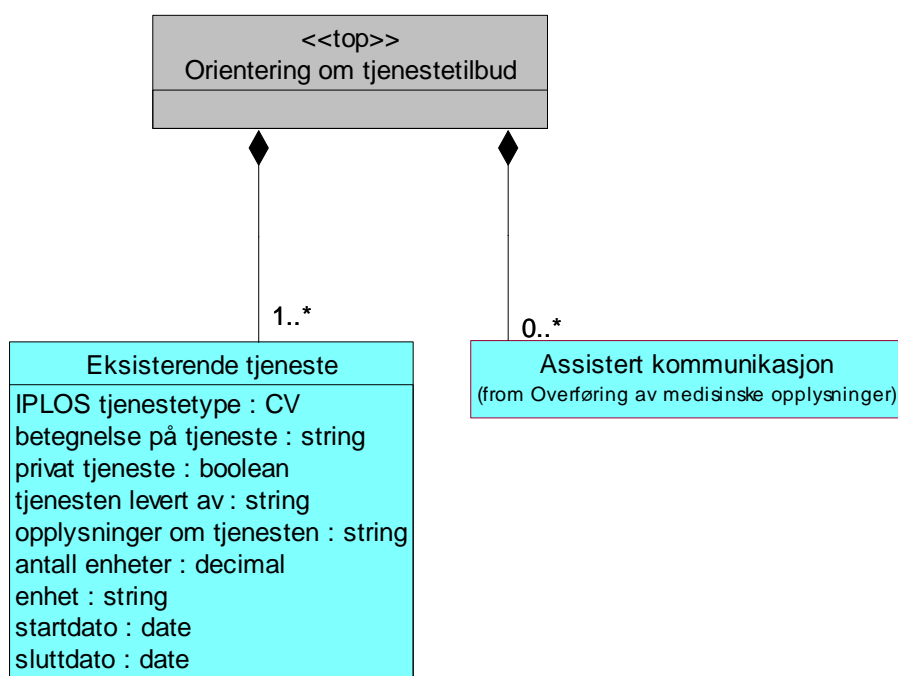 <<top>>
Orientering om tjenestetilbud
1..*
0..*
Eksisterende tjeneste
IPLOS tjenestetype : CV
betegnelse på tjeneste : string
privat tjeneste : boolean
tjenesten levert av : string
opplysninger om tjenesten : string
antall enheter : decimal
enhet : string
startdato : date
sluttdato : date
Assistert kommunikasjon
(from Overføring av medisinske opplysninger)